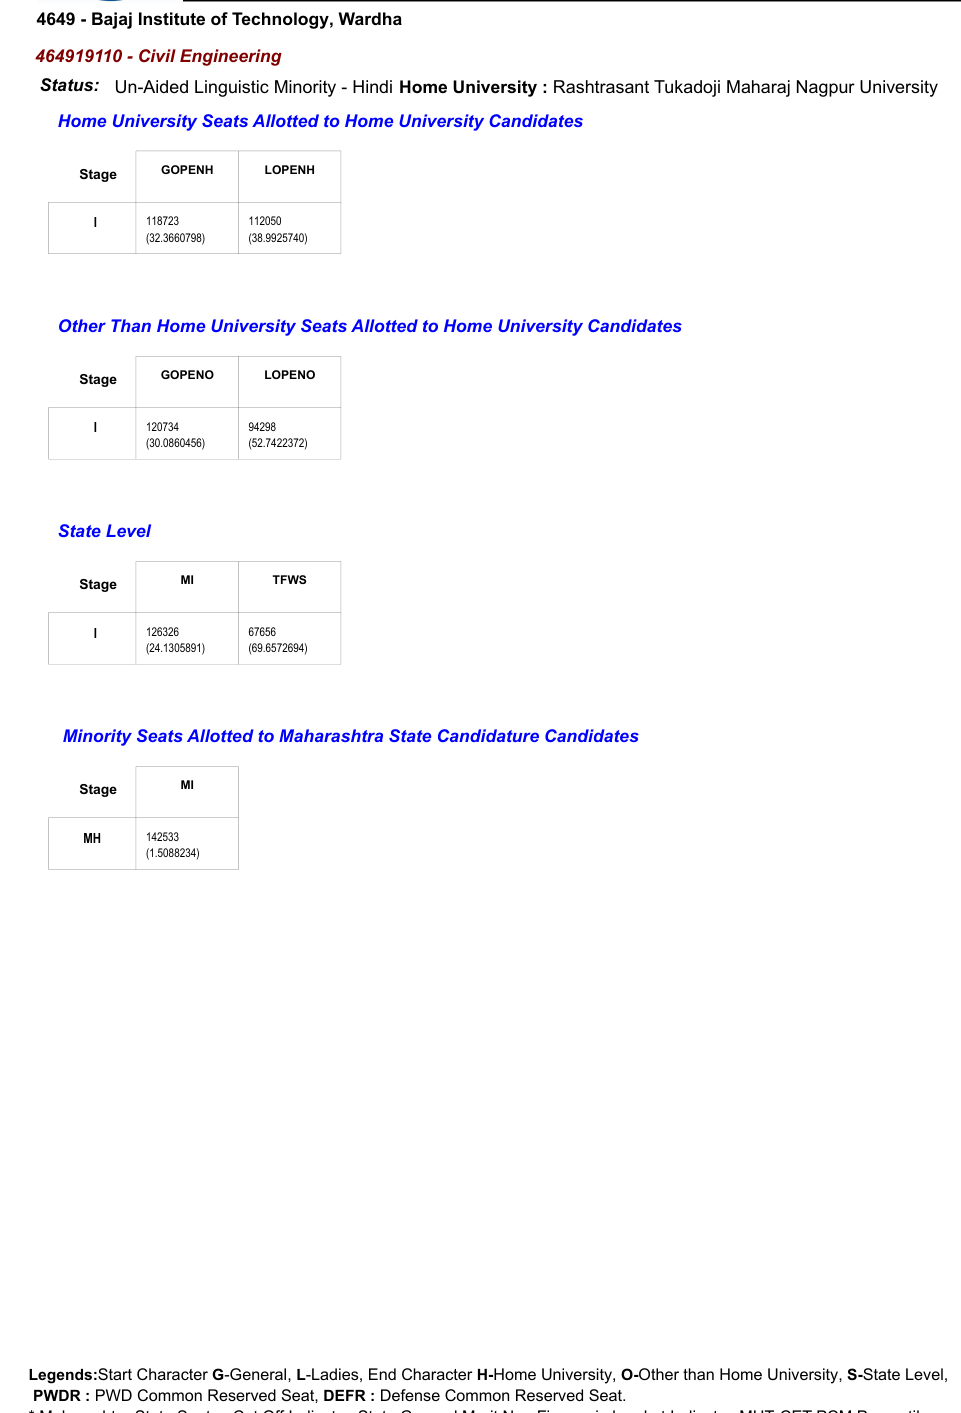 4649 - Bajaj Institute of Technology, Wardha
464919110 - Civil Engineering
Status: Un-Aided Linguistic Minority - Hindi Home University : Rashtrasant Tukadoji Maharaj Nagpur University
Home University Seats Allotted to Home University Candidates
Stage GOPENH LOPENH
I 118723 112050
(32.3660798) (38.9925740)
Other Than Home University Seats Allotted to Home University Candidates
Stage GOPENO LOPENO
I 120734 94298
(30.0860456) (52.7422372)
State Level
Stage MI TFWS
I 126326 67656
(24.1305891) (69.6572694)
Minority Seats Allotted to Maharashtra State Candidature Candidates
Stage MI
MH 142533
(1.5088234)
Legends:Start Character G-General, L-Ladies, End Character H-Home University, O-Other than Home University, S-State Level,
PWDR : PWD Common Reserved Seat, DEFR : Defense Common Reserved Seat.